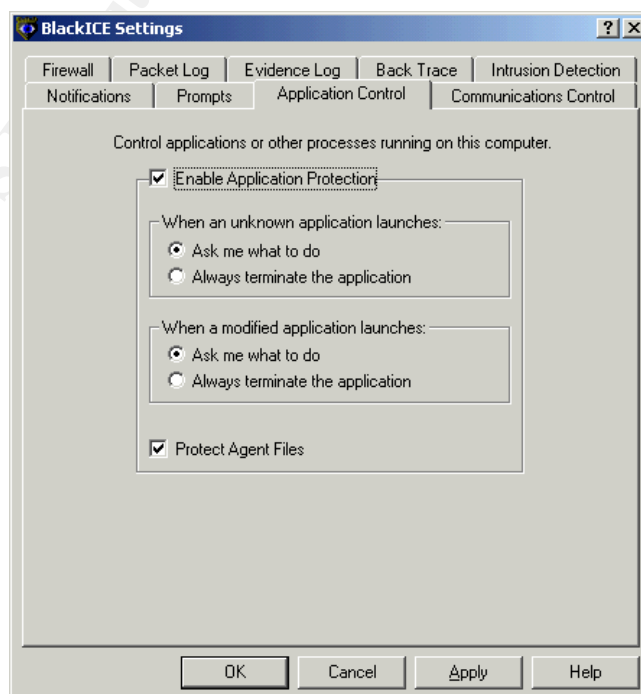 BlackICE Settings
Firewall Packet Log Evidence Log Back Trace Intrusion Detection
Notifications Prompts Application Control Communications Control
Control applications or other processes running on this computer.
Enable Application Protection
When an unknown application launches:
Ask me what to do
Always terminate the application
When a modified application launches:
Ask me what to do
Always terminate the application
Protect Agent Files
OK Cancel Apply Help